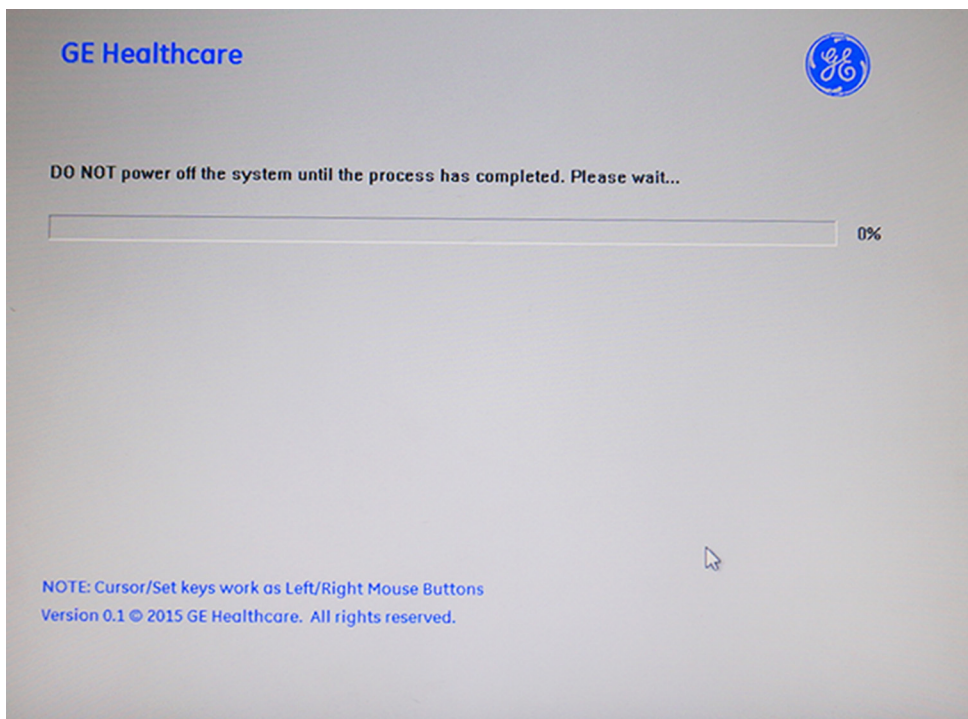 GE Healthcare
GE
DO NOT power off the system until the process has completed. Please wait...
0%
NOTE: Cursor/Set keys work as Left/Right Mouse Buttons
Version 0.1 © 2015 GE Healthcare. All rights reserved.